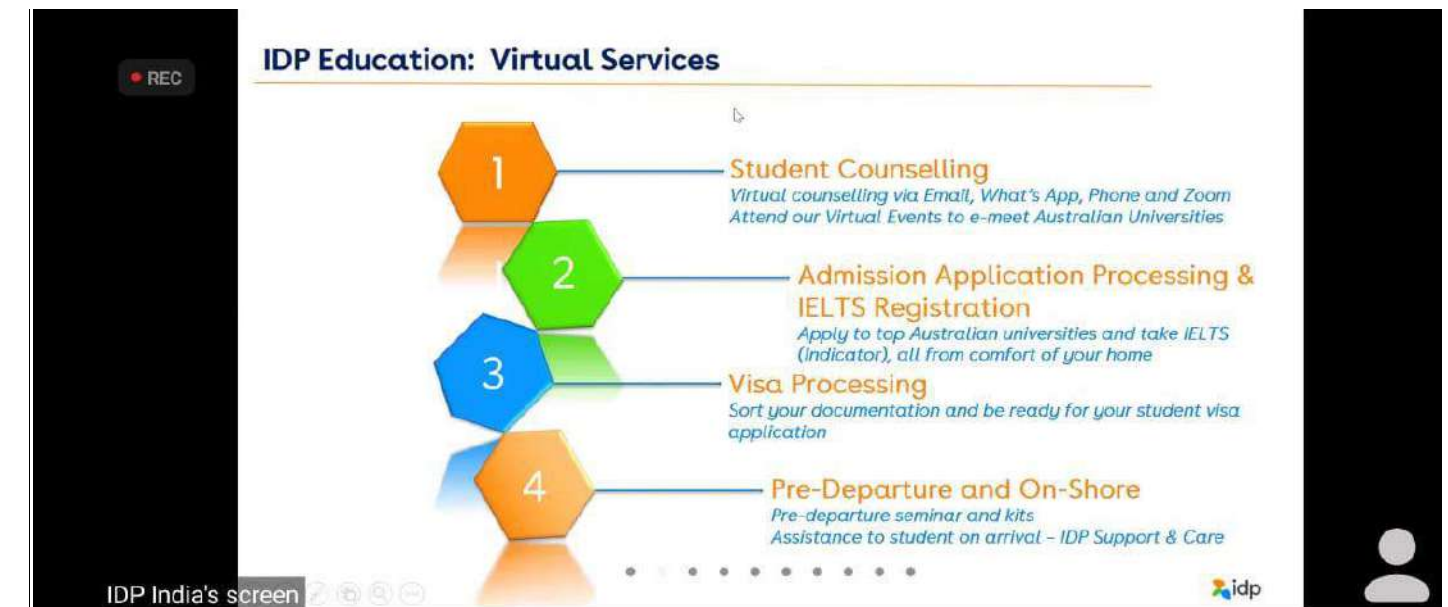 IDP Education: Virtual Services
REC
1
Student Counselling
Virtual counselling via Email, What's App, Phone and Zoom
Attend our Virtual Events to e-meet Australian Universities
2
Admission Application Processing &
IELTS Registration
Apply to top Australian universities and take IELTS
(Indicator), all from comfort of your home
3
Visa Processing
Sort your documentation and be ready for your student visa
application
4
Pre-Departure and On-Shore
Pre-departure seminar and kits
Assistance to student on arrival – IDP Support & Care
IDP India's screen
idp